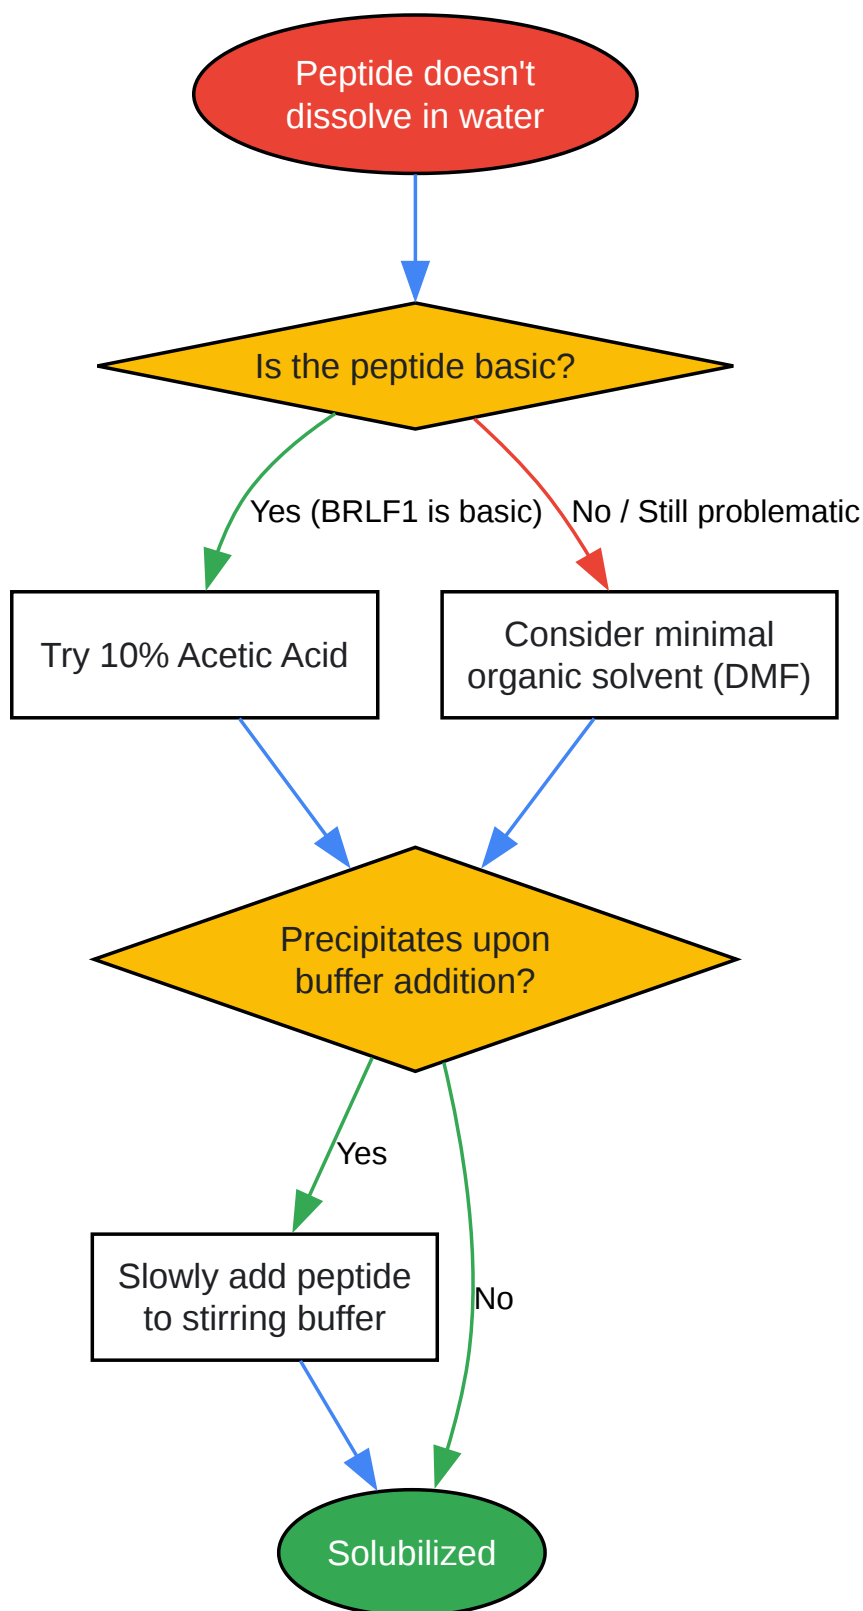 Peptide doesn't
dissolve in water
Is the peptide basic?
Yes (BRLF1 is basic)
No / Still problematic
Try 10% Acetic Acid
Consider minimal
organic solvent (DMF)
Precipitates upon
buffer addition?
Yes
Slowly add peptide
to stirring buffer
No
Solubilized